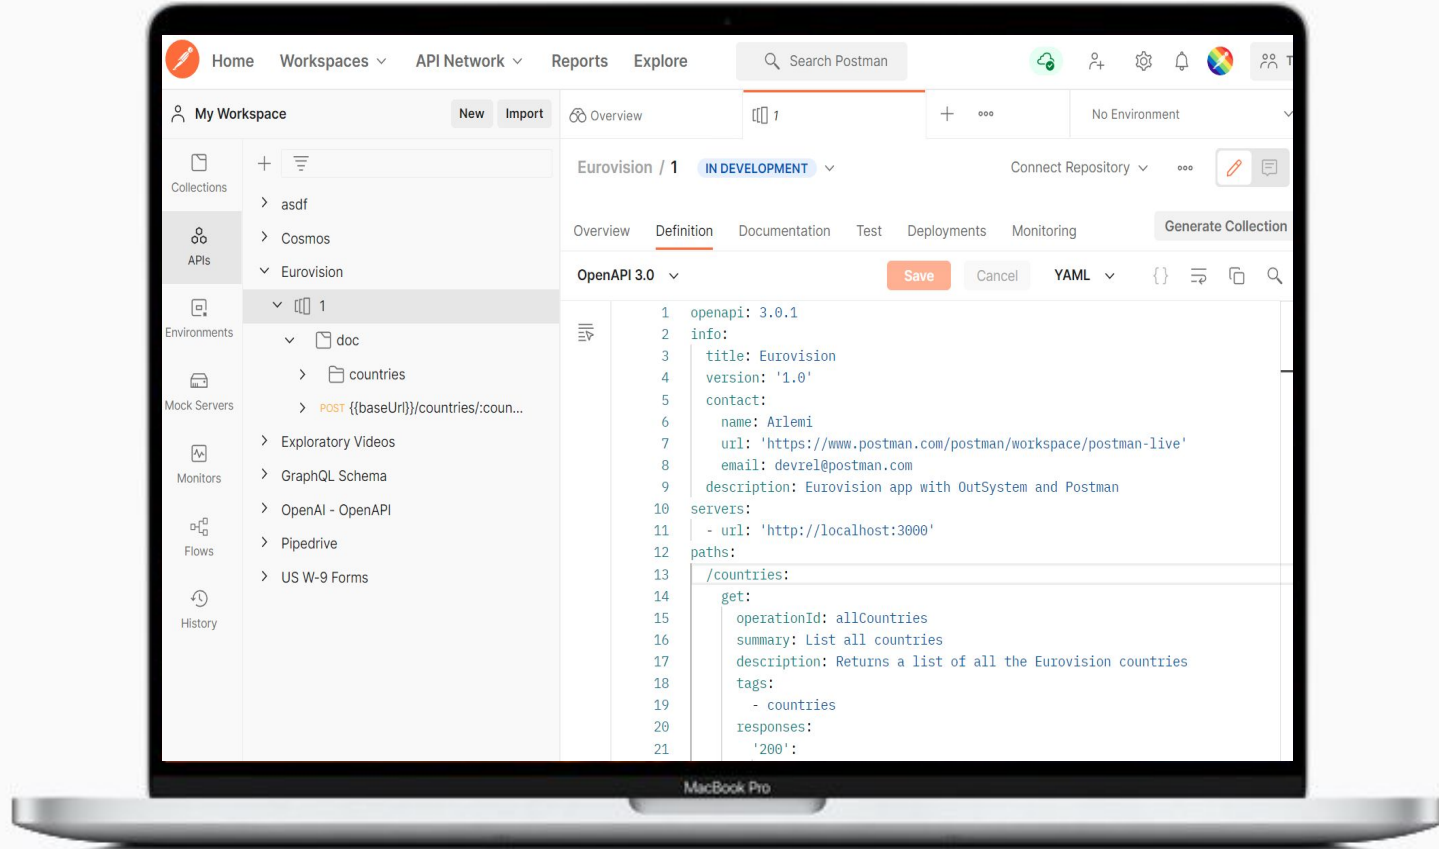 Home Workspaces API Network Reports Explore Search Postman
My Workspace New Import Overview 1 No Environment
Collections
APIs
Environments
Mock Servers
Monitors
Flows
History
asdf
Cosmos
Eurovision
1
doc
countries
POST {{baseUrl}}/countries/:coun...
Exploratory Videos
GraphQL Schema
OpenAI - OpenAPI
Pipedrive
US W-9 Forms
Eurovision / 1 IN DEVELOPMENT Connect Repository
Overview Definition Documentation Test Deployments Monitoring Generate Collection
OpenAPI 3.0 Save Cancel YAML {}
1 openapi: 3.0.1
2 info:
3 title: Eurovision
4 version: '1.0'
5 contact:
6 name: Arlemi
7 url: 'https://www.postman.com/postman/workspace/postman-live'
8 email: devrel@postman.com
9 description: Eurovision app with OutSystem and Postman
10 servers:
11 - url: 'http://localhost:3000'
12 paths:
13 /countries:
14 get:
15 operationId: allCountries
16 summary: List all countries
17 description: Returns a list of all the Eurovision countries
18 tags:
19 - countries
20 responses:
21 '200':
MacBook Pro